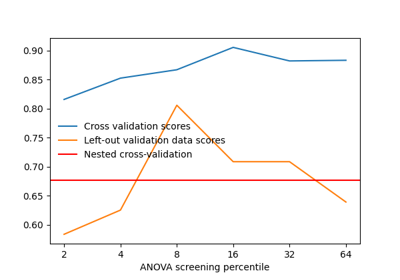 0.90
0.85
0.80
0.75
0.70
0.65
0.60
Cross validation scores
Left-out validation data scores
Nested cross-validation
2 4 8 16 32 64
ANOVA screening percentile